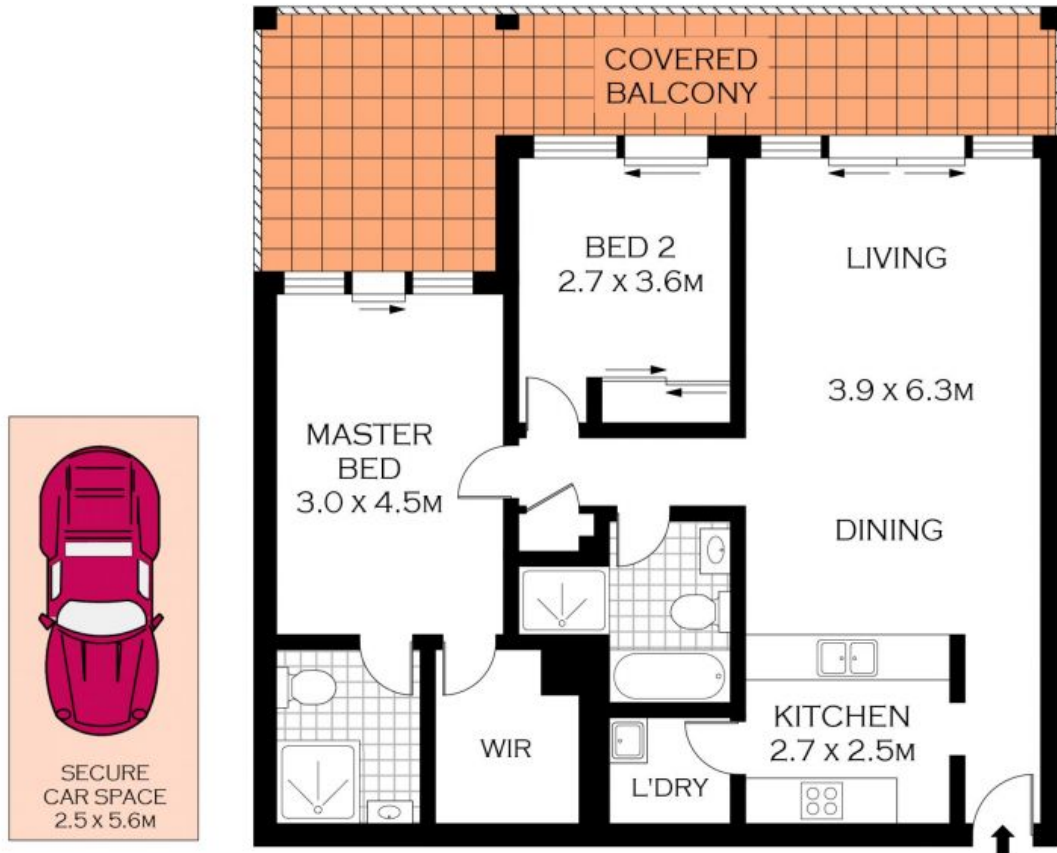 COVERED
BALCONY
BED 2
2.7 X 3.6M
LIVING
3.9 X 6.3M
MASTER
BED
3.0 X 4.5M
DINING
KITCHEN
2.7 X 2.5M
WIR
L'DRY
SECURE
CAR SPACE
2.5 X 5.6M